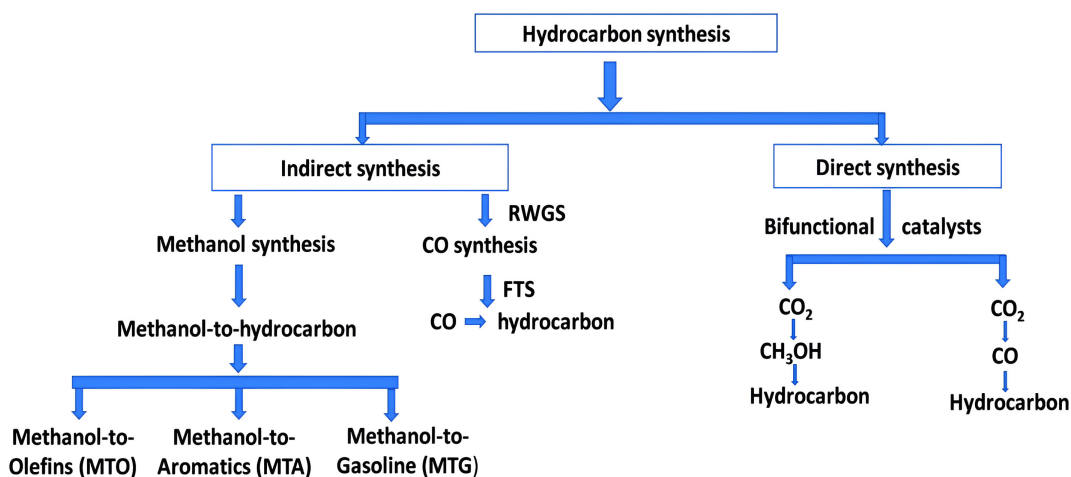 Hydrocarbon synthesis
Indirect synthesis
Direct synthesis
RWGS
Methanol synthesis
CO synthesis
FTS
Methanol-to-hydrocarbon
CO hydrocarbon
Methanol-to-
Olefins (MTO)
Methanol-to-
Aromatics (MTA)
Methanol-to-
Gasoline (MTG)
Bifunctional catalysts
CO₂
CH₃OH
Hydrocarbon
CO₂
CO
Hydrocarbon